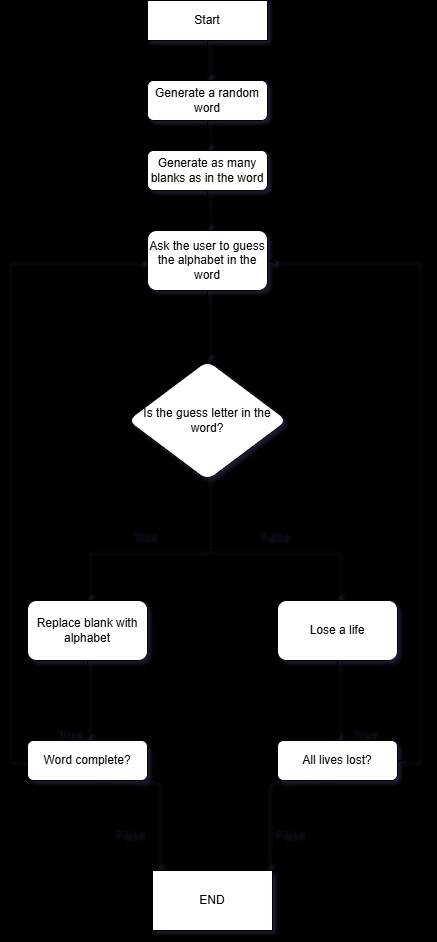 Start
Generate a random
word
Generate as many
blanks as in the word
Ask the user to guess
the alphabet in the
word
Is the guess letter in the
word?
True
False
Replace blank with
alphabet
Lose a life
True
True
Word complete?
All lives lost?
False
False
END